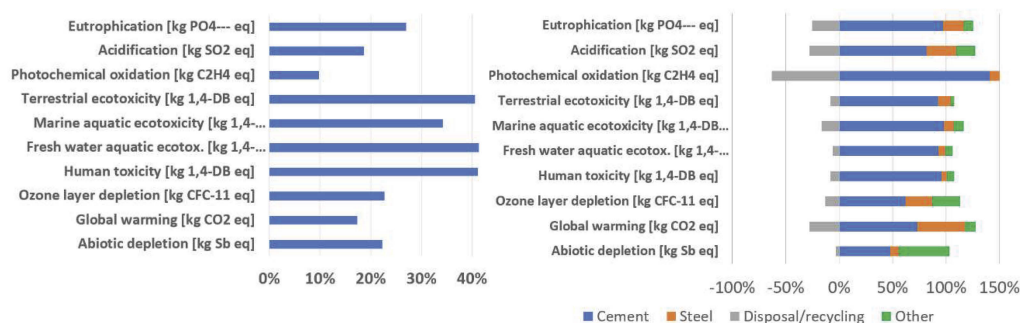 Eutrophication [kg PO4--- eq]
Acidification [kg SO2 eq]
Photochemical oxidation [kg C2H4 eq]
Terrestrial ecotoxicity [kg 1,4-DB eq]
Marine aquatic ecotoxicity [kg 1,4-...
Fresh water aquatic ecotox. [kg 1,4-...
Human toxicity [kg 1,4-DB eq]
Ozone layer depletion [kg CFC-11 eq]
Global warming [kg CO2 eq]
Abiotic depletion [kg Sb eq]
0% 10% 20% 30% 40%
Eutrophication [kg PO4--- eq]
Acidification [kg SO2 eq]
Photochemical oxidation [kg C2H4 eq]
Terrestrial ecotoxicity [kg 1,4-DB eq]
Marine aquatic ecotoxicity [kg 1,4-DB...
Fresh water aquatic ecotox. [kg 1,4-...
Human toxicity [kg 1,4-DB eq]
Ozone layer depletion [kg CFC-11 eq]
Global warming [kg CO2 eq]
Abiotic depletion [kg Sb eq]
-100% -50% 0% 50% 100% 150%
Cement Steel Disposal/recycling Other